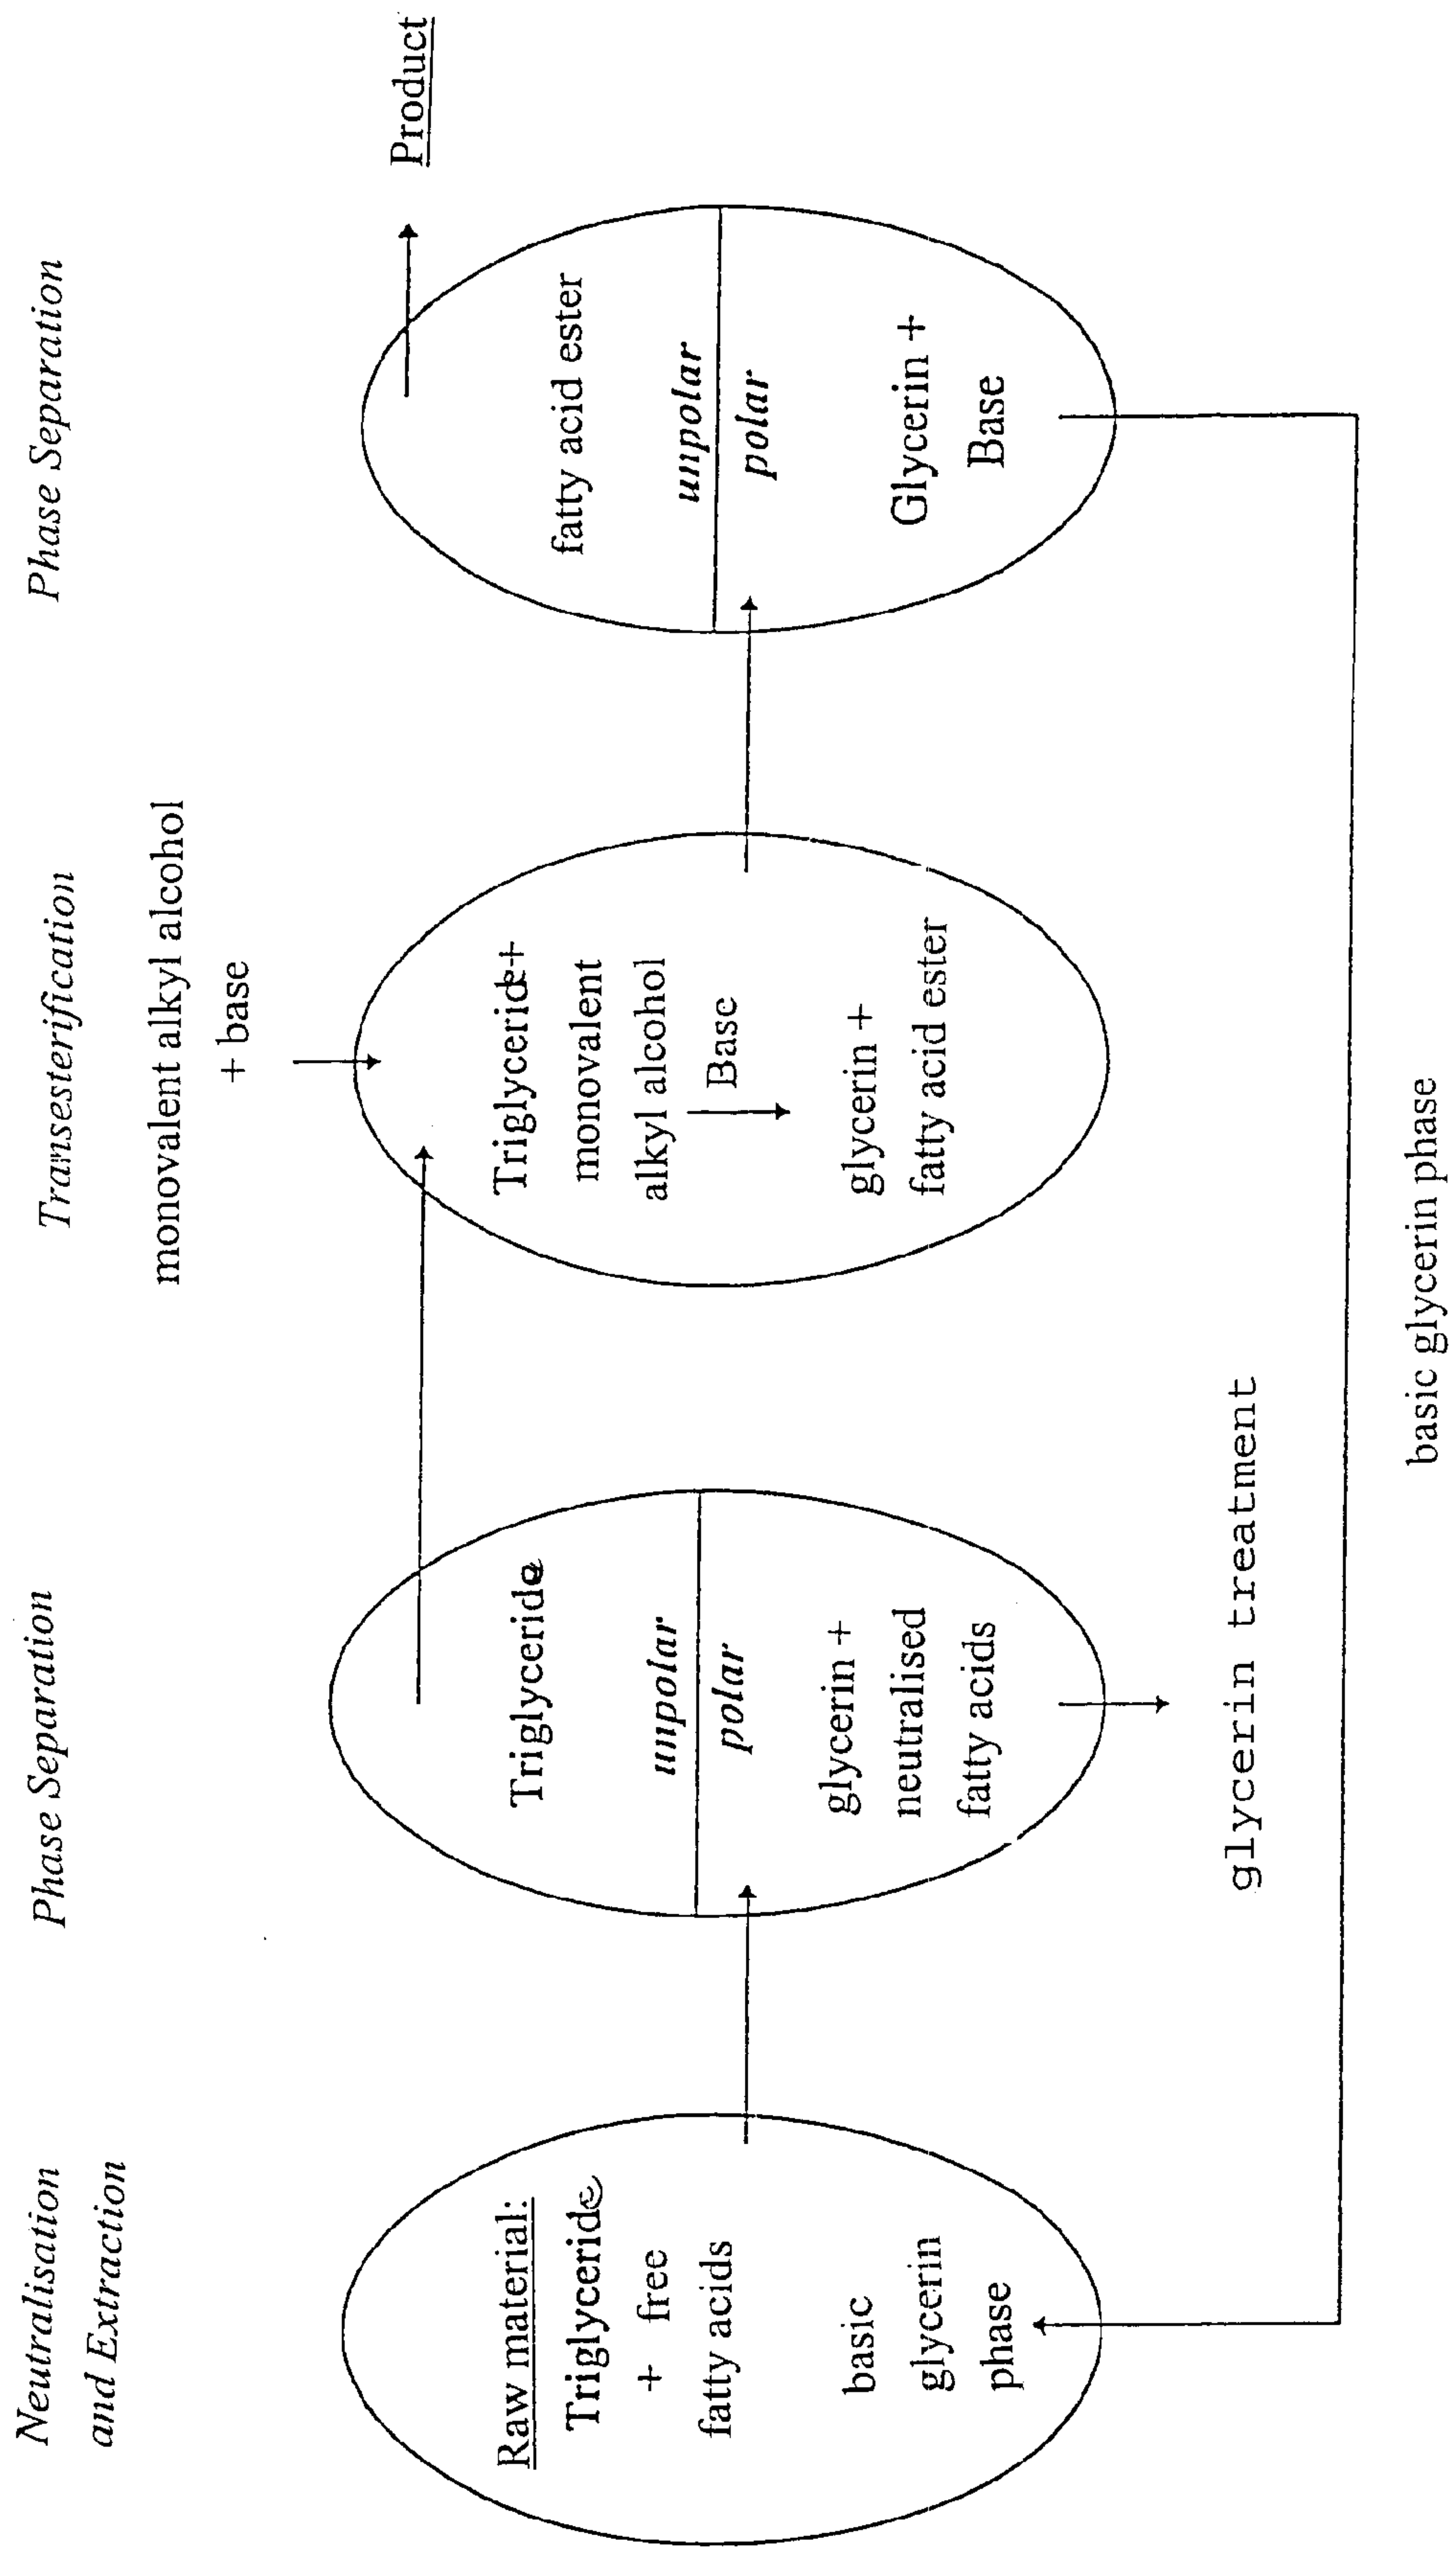 Neutralisation
and Extraction
Raw material:
Triglyceride
+ free
fatty acids
basic
glycerin
phase
Phase Separation
Triglyceride
unpolar
polar
glycerin +
neutralised
fatty acids
glycerin treatment
Transesterification
monovalent alkyl alcohol
+ base
Triglyceride+
monovalent
alkyl alcohol
Base
glycerin +
fatty acid ester
Phase Separation
fatty acid ester
unpolar
polar
Glycerin +
Base
Product
basic glycerin phase